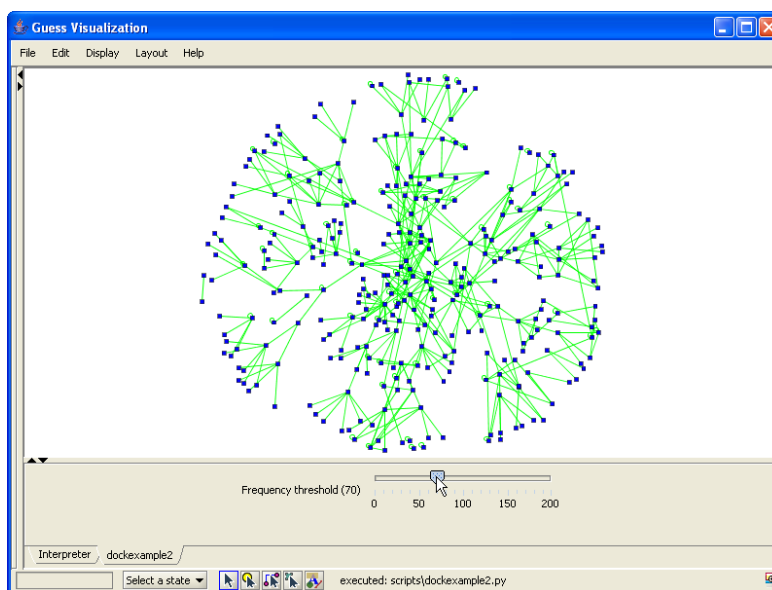 Guess Visualization
File Edit Display Layout Help
Frequency threshold (70)
0 50 100 150 200
Interpreter dockexample2
Select a state executed: scripts\dockexample2.py